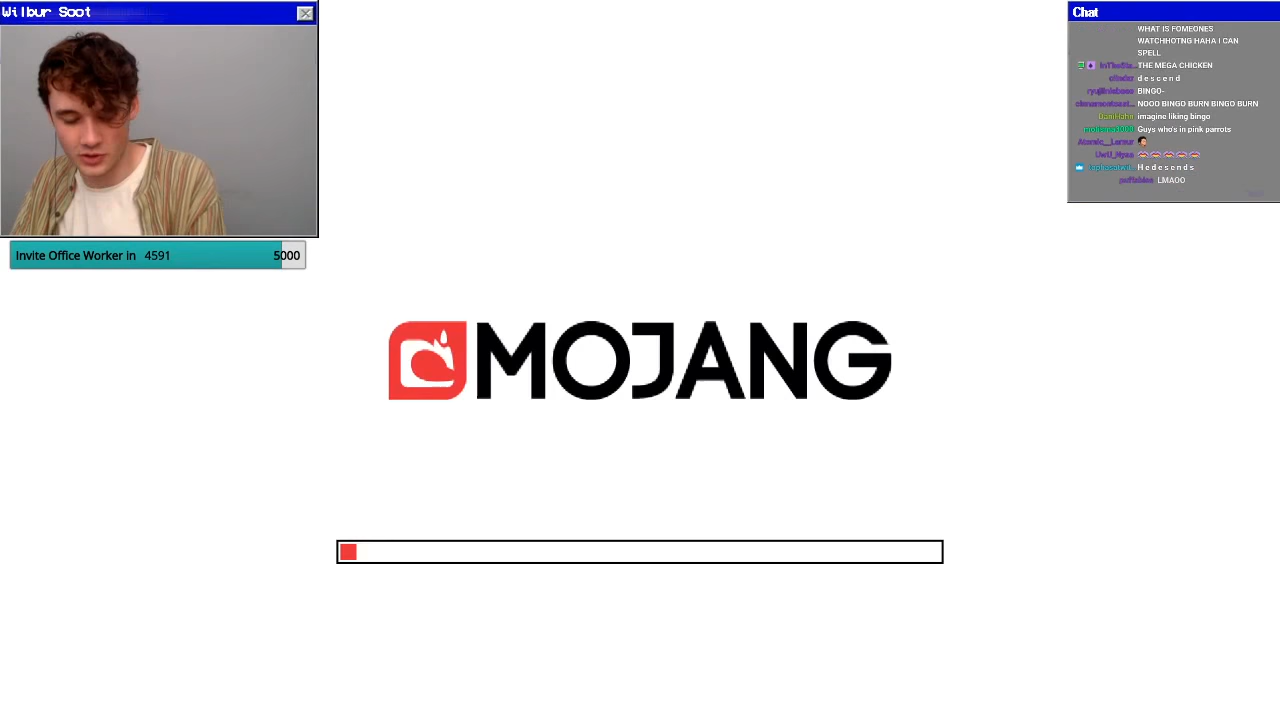 Wilbur Soot
Chat
WHAT IS FOMEONES
WATCHHOTNG HAHA I CAN
SPELL
THE MEGA CHICKEN
d e s c e n d
BINGO-
NOOO BINGO BURN BINGO BURN
imagine liking bingo
Guys who's in pink parrots
UwU_Nyan
H e d e s e n d s
LMAOO
Invite Office Worker in 4591 5000
MOJANG